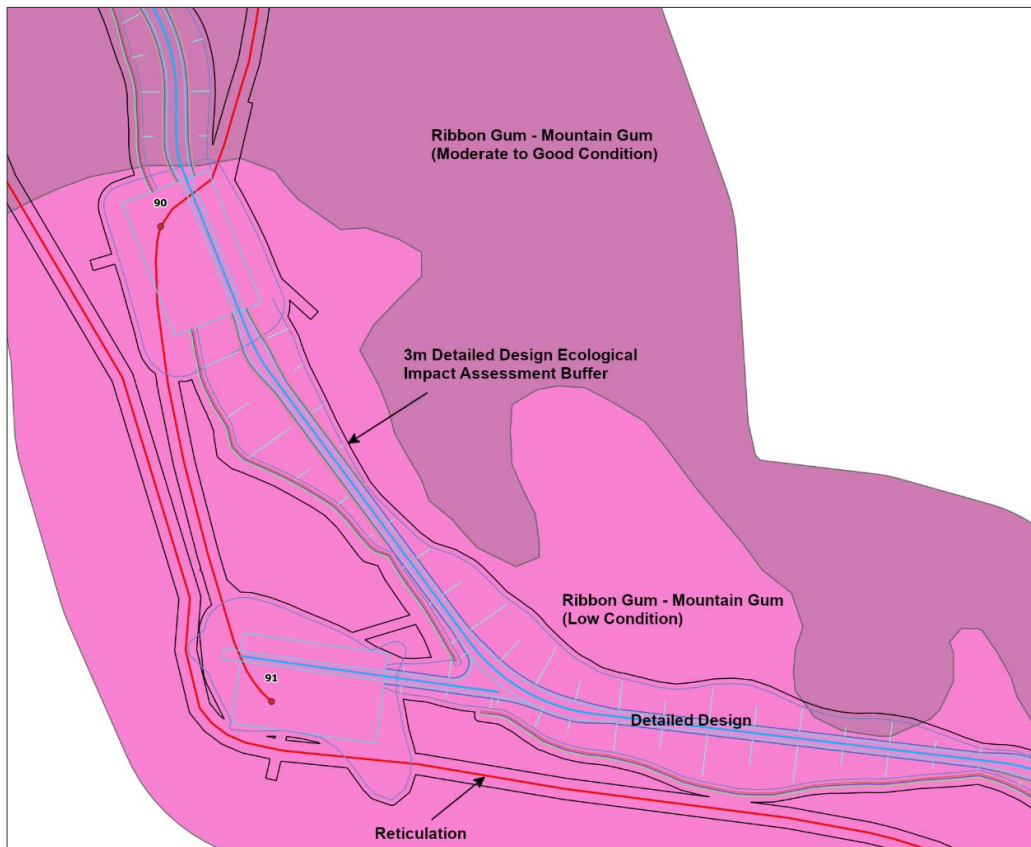 Ribbon Gum - Mountain Gum
(Moderate to Good Condition)
90
3m Detailed Design Ecological
Impact Assessment Buffer
Ribbon Gum - Mountain Gum
(Low Condition)
91
Detailed Design
Reticulation